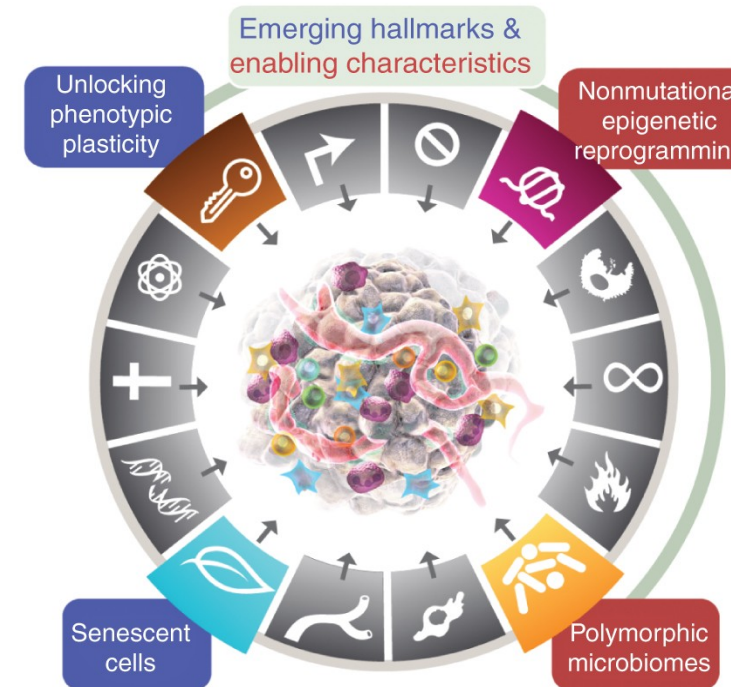 Emerging hallmarks &
enabling characteristics
Unlocking
phenotypic
plasticity
Nonmutationa
epigenetic
reprogrammin
Senescent
cells
Polymorphic
microbiomes